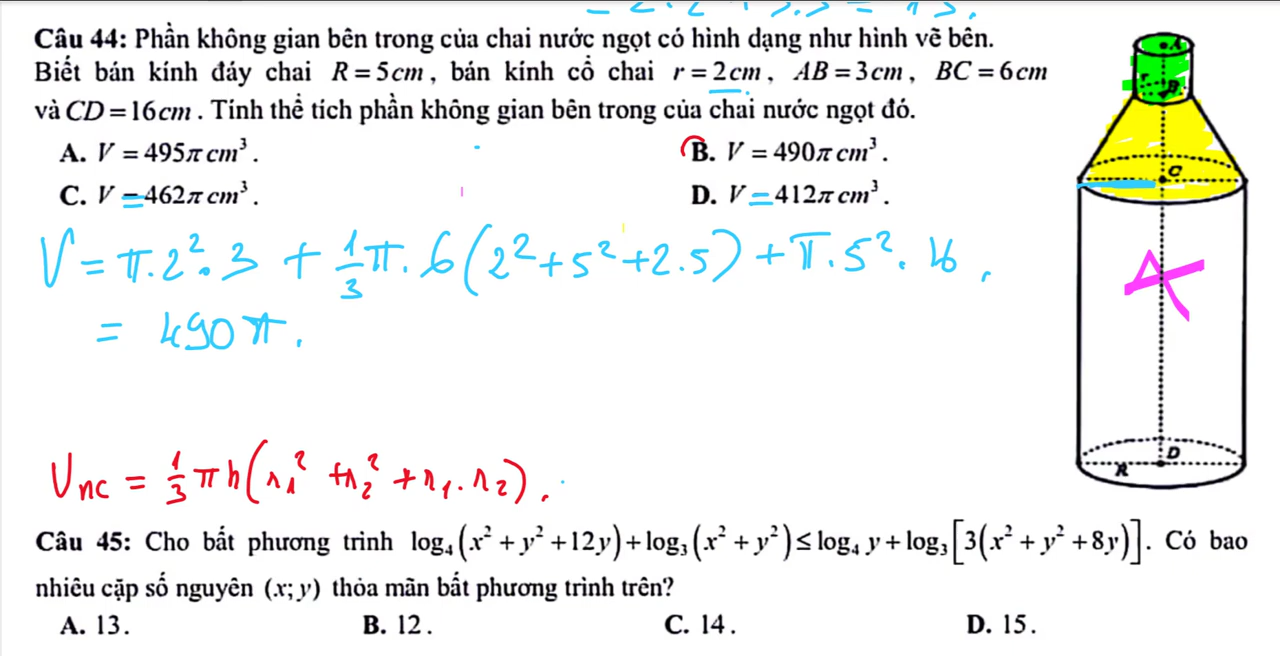 = 2.2 + 3.3 = 13.
Câu 44: Phần không gian bên trong của chai nước ngọt có hình dạng như hình vẽ bên.
Biết bán kính đáy chai R = 5cm, bán kính cổ chai r = 2cm, AB = 3cm, BC = 6cm
và CD = 16cm. Tính thể tích phần không gian bên trong của chai nước ngọt đó.
A. V = 495π cm³. B. V = 490π cm³.
C. V = 462π cm³. D. V = 412π cm³.
V = π.2².3 + 1/3 π.6(2² + 5² + 2.5) + π.5².16.
= 490π.
V_nc = 1/3 πh(r₁² + r₂² + r₁.r₂).
A
r
B
C
D
R
Câu 45: Cho bất phương trình log₄(x² + y² + 12y) + log₃(x² + y²) ≤ log₄ y + log₃[3(x² + y² + 8y)]. Có bao
nhiêu cặp số nguyên (x; y) thỏa mãn bất phương trình trên?
A. 13. B. 12. C. 14. D. 15.